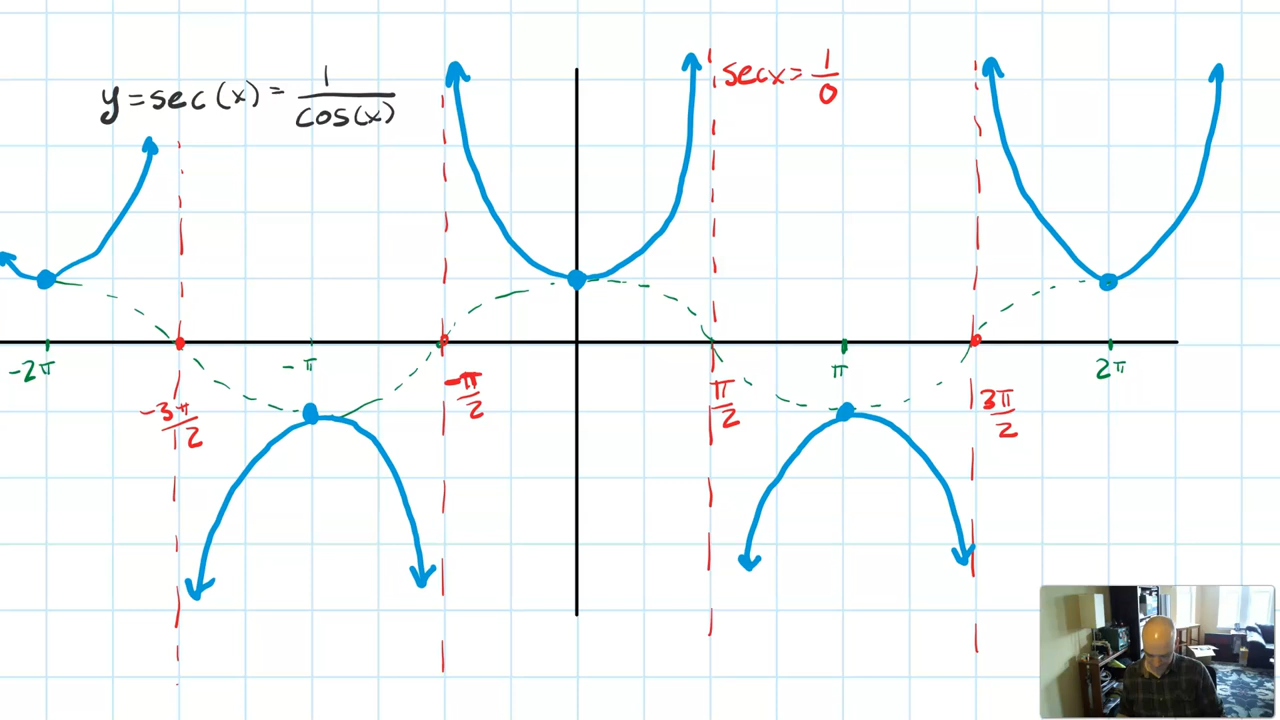 y = sec(x) = 1/cos(x)
sec x = 1/0
-2π
-3π/2
-π
-π/2
π/2
π
3π/2
2π